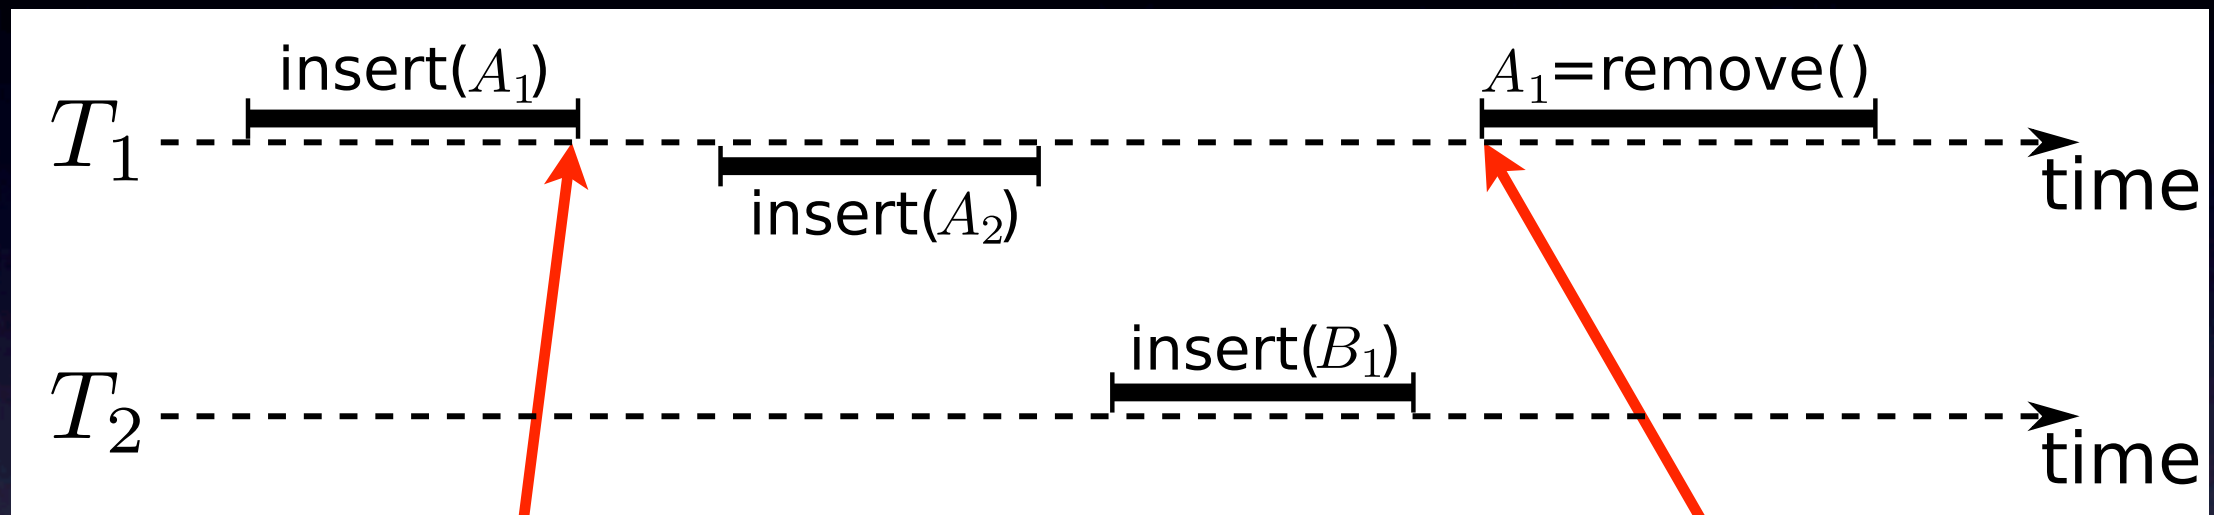 insert(A₁)
A₁=remove()
T₁
time
insert(A₂)
insert(B₁)
T₂
time